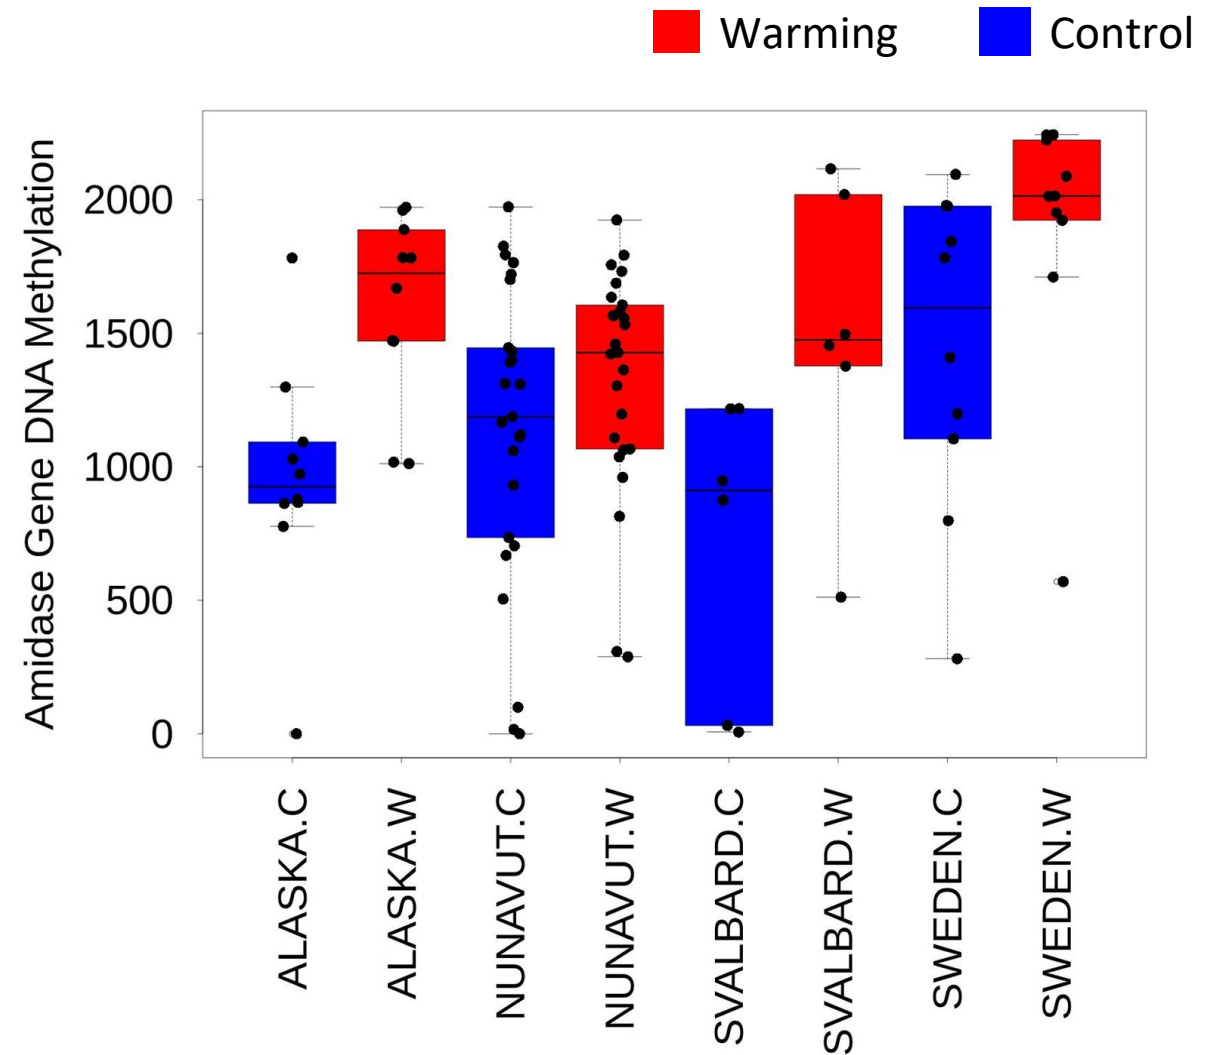 Warming Control
Amidase Gene DNA Methylation
2000
1500
1000
500
0
ALASKA.C
ALASKA.W
NUNAVUT.C
NUNAVUT.W
SVALBARD.C
SVALBARD.W
SWEDEN.C
SWEDEN.W